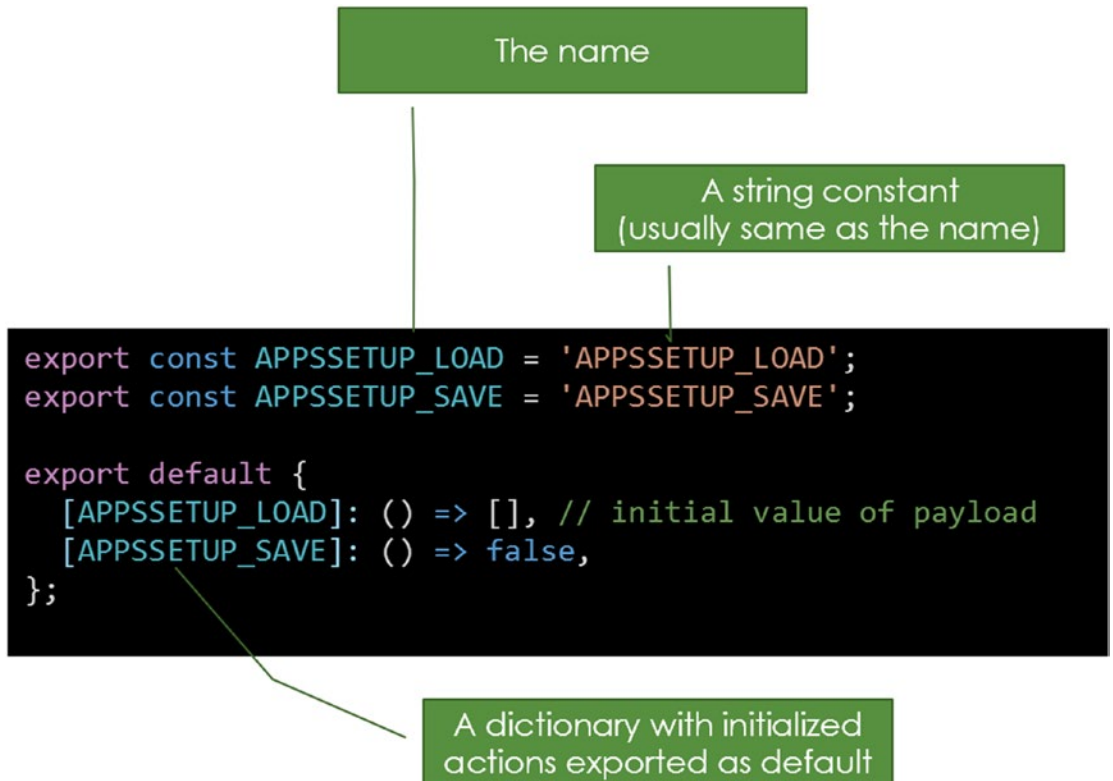 The name
A string constant
(usually same as the name)
export const APPSSETUP_LOAD = 'APPSSETUP_LOAD';
export const APPSSETUP_SAVE = 'APPSSETUP_SAVE';
export default {
  [APPSSETUP_LOAD]: () => [], // initial value of payload
  [APPSSETUP_SAVE]: () => false,
};
A dictionary with initialized
actions exported as default